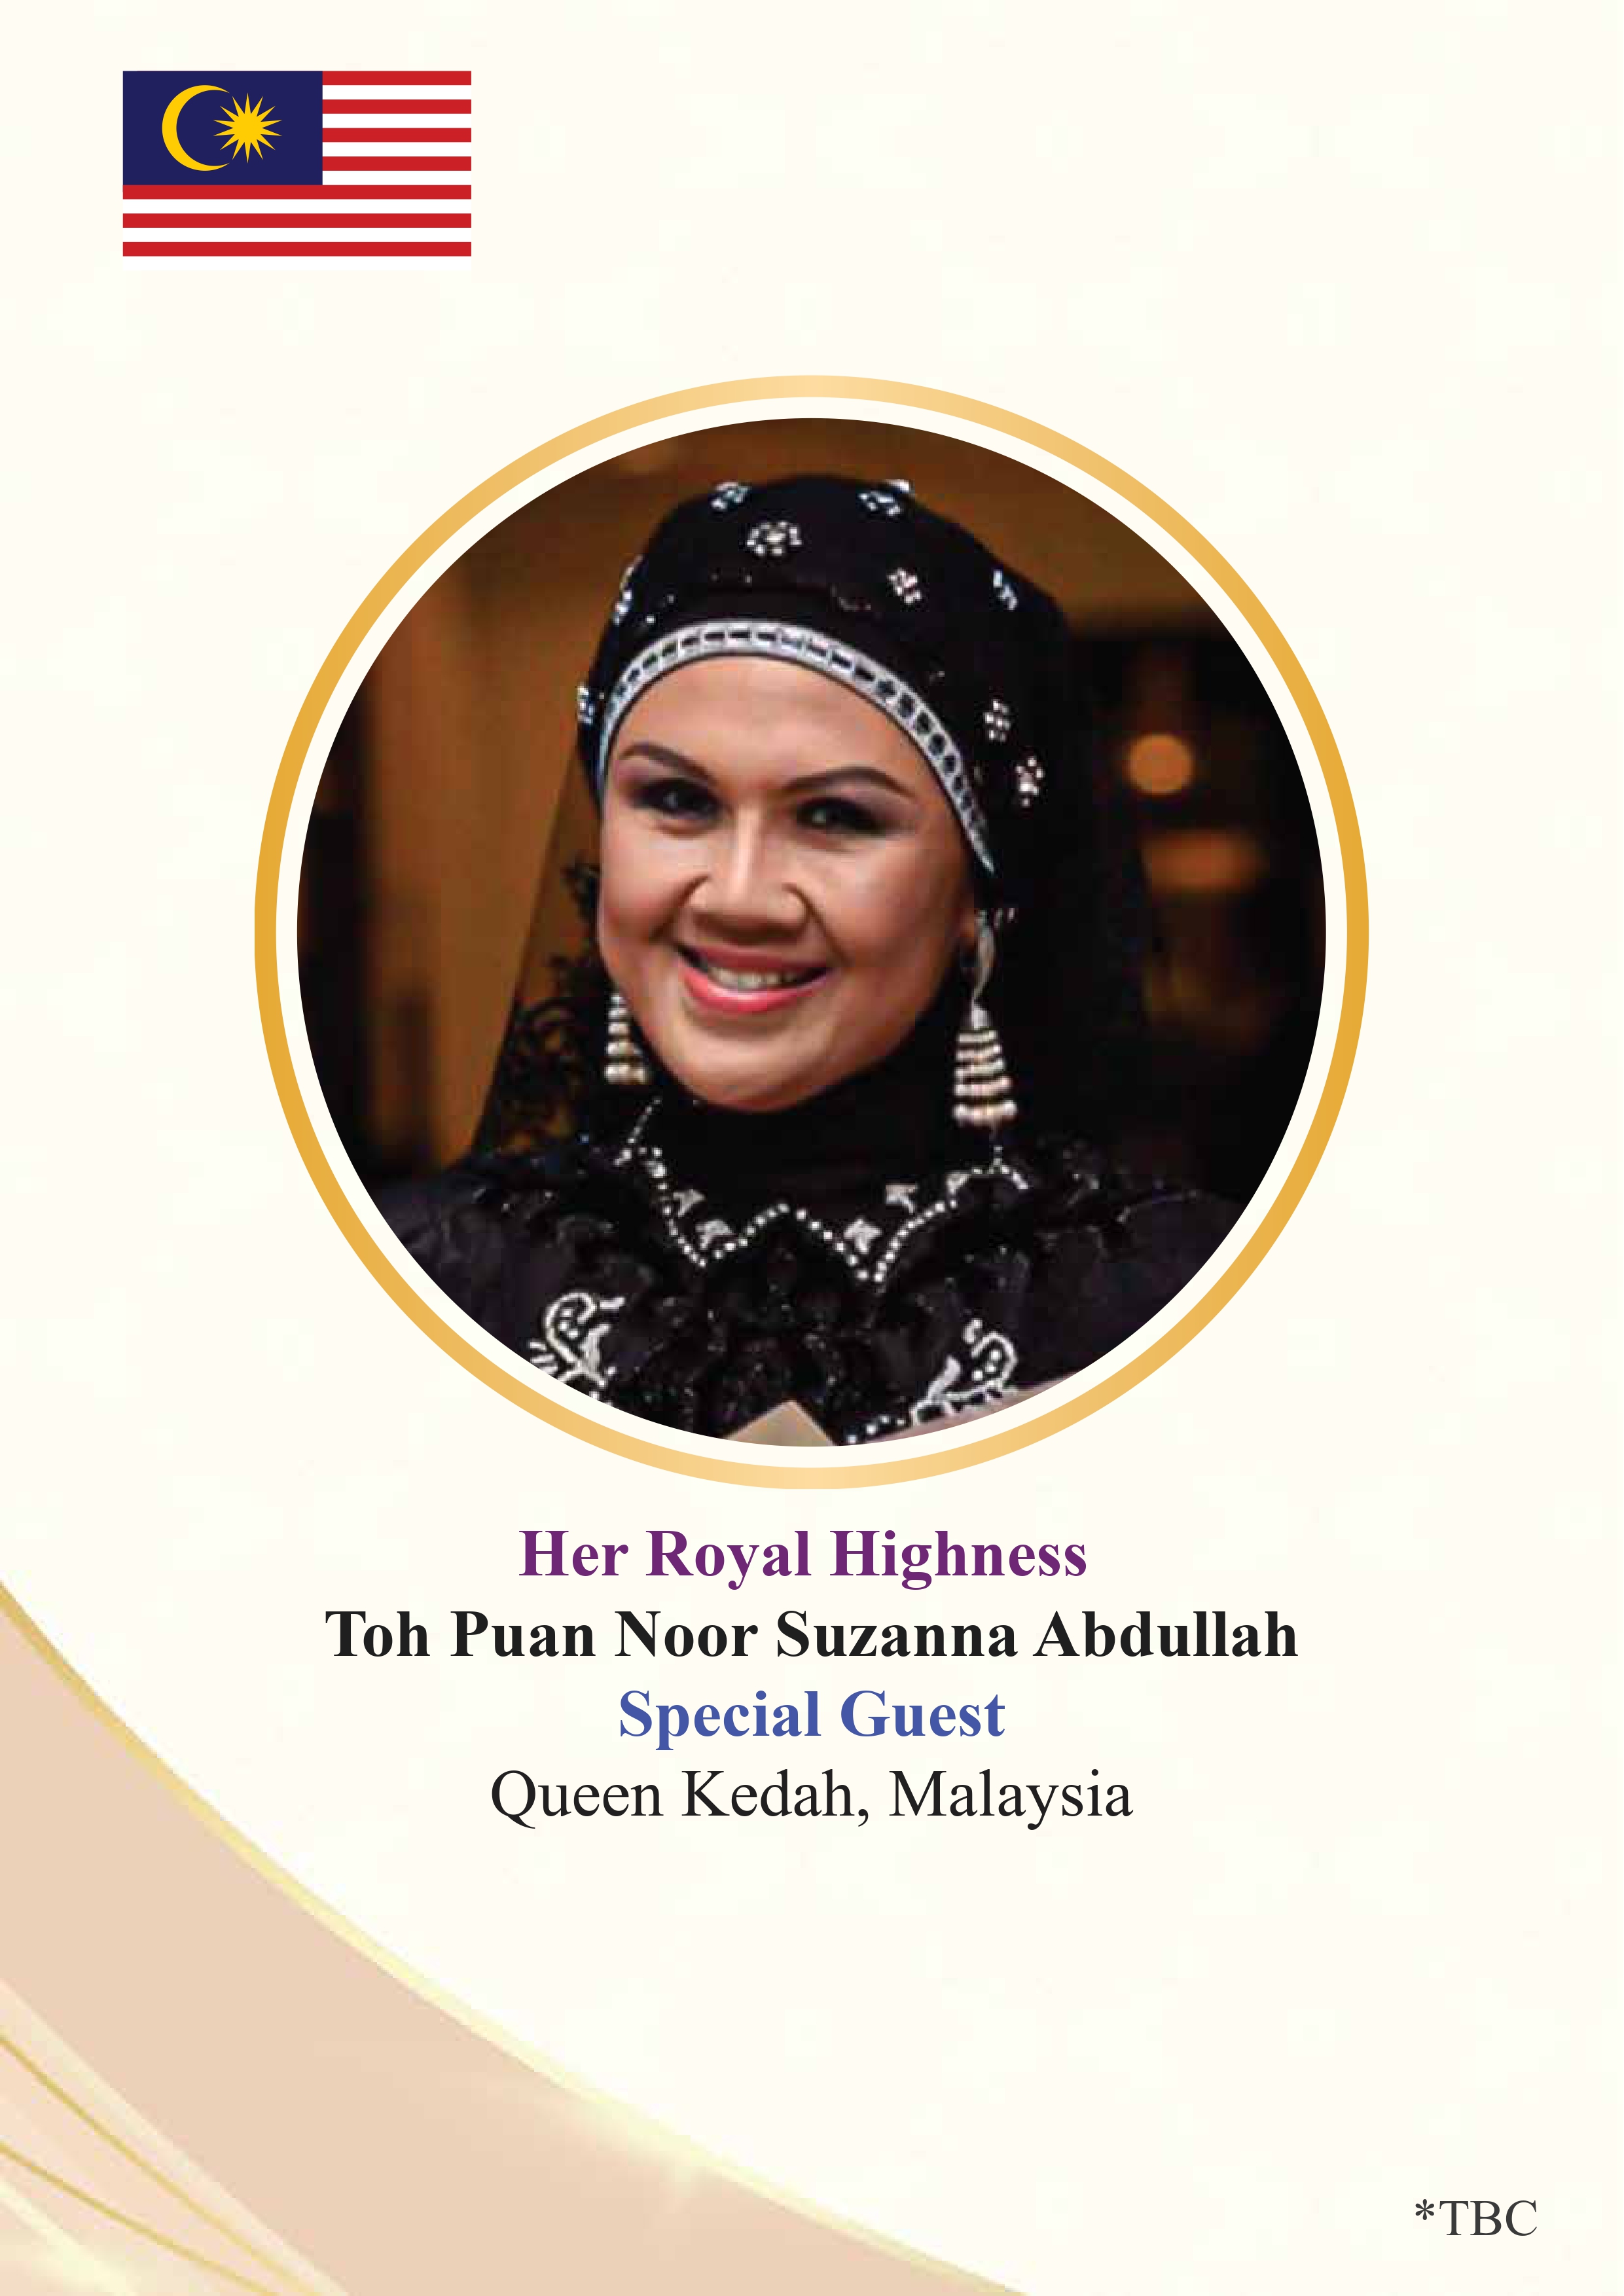 Her Royal Highness
Toh Puan Noor Suzanna Abdullah
Special Guest
Queen Kedah, Malaysia
*TBC